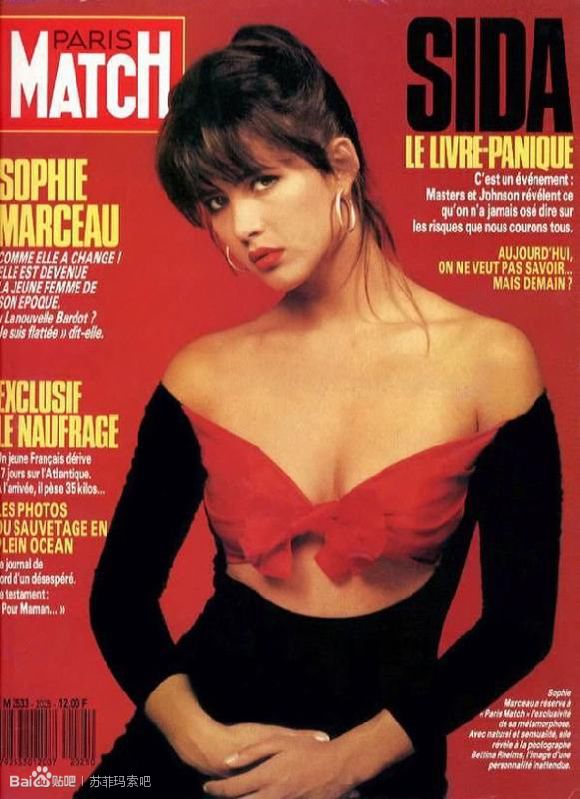 PARIS
MATCH
SIDA
LE LIVRE-PANIQUE
C'est un événement :
Masters et Johnson révèlent ce
qu'on n'a jamais osé dire sur
les risques que nous courons tous.
AUJOURD'HUI,
ON NE VEUT PAS SAVOIR...
MAIS DEMAIN ?
SOPHIE
MARCEAU
COMME ELLE A CHANGE !
ELLE EST DEVENUE
LA JEUNE FEMME DE
SON EPOQUE.
« La nouvelle Bardot ?
Je suis flattée » dit-elle.
EXCLUSIF
LE NAUFRAGE
Un jeune Français dérive
7 jours sur l'Atlantique.
A l'arrivée, il pèse 35 kilos...
LES PHOTOS
DU SAUVETAGE EN
PLEIN OCEAN
e journal de
ord d'un désespéré.
e testament :
Pour Maman... »
M 2533 - 2025 - 12,00 F
Sophie
Marceau a réservé à
« Paris Match » l'exclusivité
de sa métamorphose.
Avec naturel et sensualité, elle
révèle à la photographe
Bettina Rheims, l'image d'une
personnalité inattendue.
Bai du 贴吧 | 苏菲玛索吧